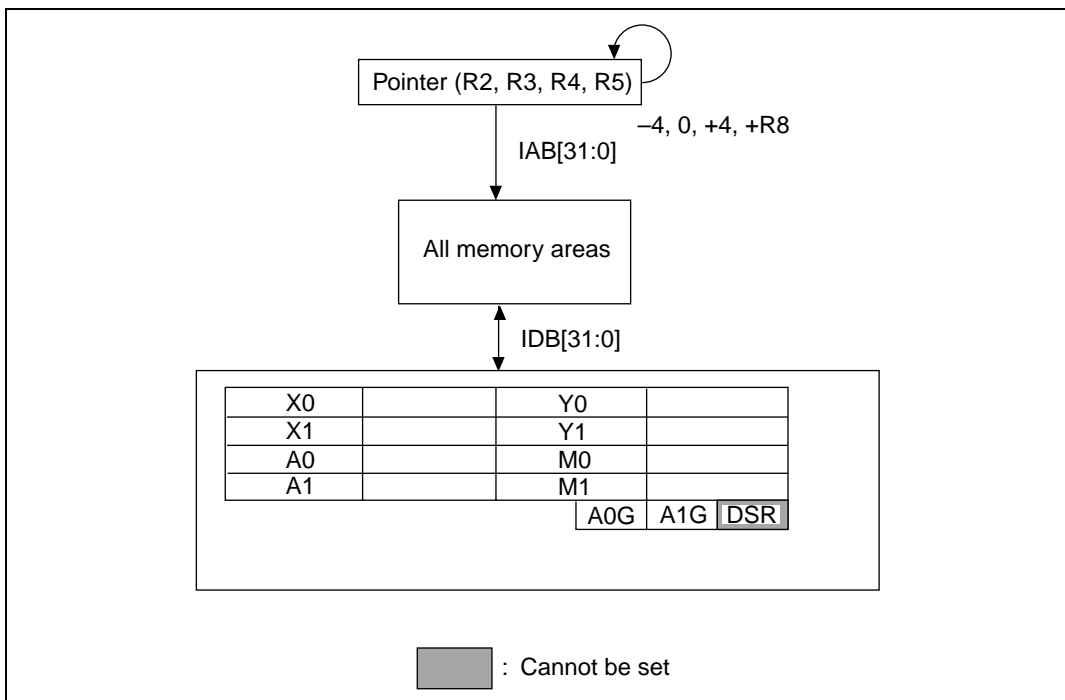 Pointer (R2, R3, R4, R5)
–4, 0, +4, +R8
IAB[31:0]
All memory areas
IDB[31:0]
X0 Y0
X1 Y1
A0 M0
A1 M1
A0G A1G DSR
: Cannot be set